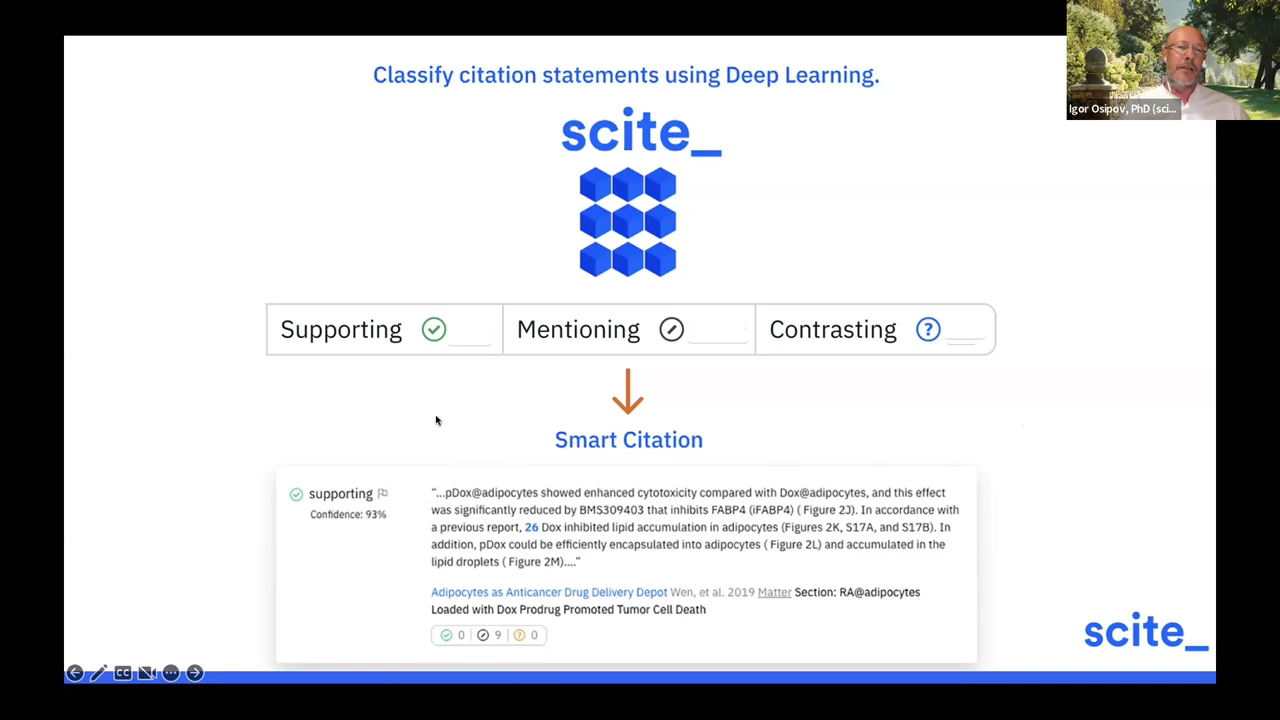 Classify citation statements using Deep Learning.
scite_
Igor Osipov, PhD (sci...
Supporting
Mentioning
Contrasting
Smart Citation
supporting
Confidence: 93%
“...pDox@adipocytes showed enhanced cytotoxicity compared with Dox@adipocytes, and this effect
was significantly reduced by BMS309403 that inhibits FABP4 (iFABP4) ( Figure 2J). In accordance with
a previous report, 26 Dox inhibited lipid accumulation in adipocytes (Figures 2K, S17A, and S17B). In
addition, pDox could be efficiently encapsulated into adipocytes ( Figure 2L) and accumulated in the
lipid droplets ( Figure 2M)....”
Adipocytes as Anticancer Drug Delivery Depot Wen, et al. 2019 Matter Section: RA@adipocytes
Loaded with Dox Prodrug Promoted Tumor Cell Death
0 9 0
scite_
CC